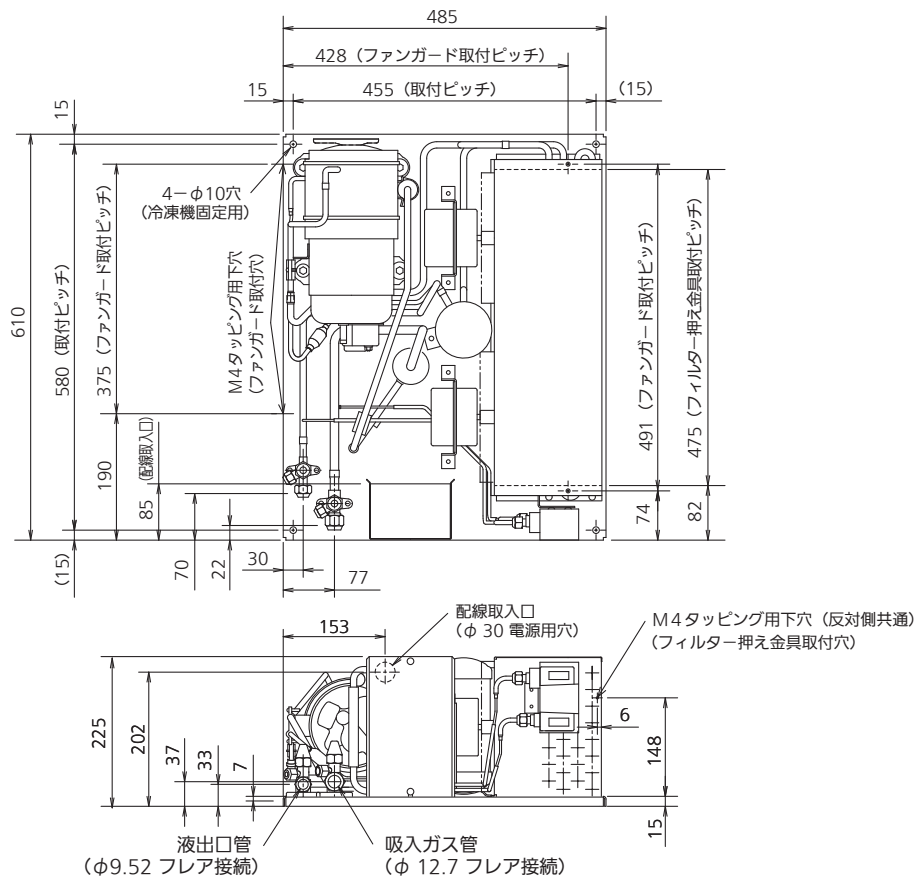 485
428（ファンガード取付ピッチ）
15
455（取付ピッチ）
(15)
15
610
580（取付ピッチ）
375（ファンガード取付ピッチ）
4－φ10穴
（冷凍機固定用）
M4タッピング用下穴
（ファンガード取付穴）
491（ファンガード取付ピッチ）
475（フィルター押え金具取付ピッチ）
190
85
（配線取入口）
70
22
(15)
30
77
74
82
153
配線取入口
（φ 30 電源用穴）
M4タッピング用下穴（反対側共通）
（フィルター押え金具取付穴）
225
202
37
33
7
6
148
15
液出口管
（φ9.52 フレア接続）
吸入ガス管
（φ 12.7 フレア接続）